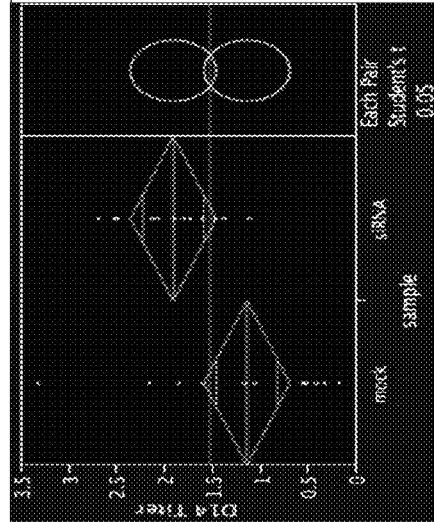 D14 Titer
3.5
3
2.5
2
1.5
1
0.5
0
mock
siRNA
Each Pair
Student's t
0.05
sample